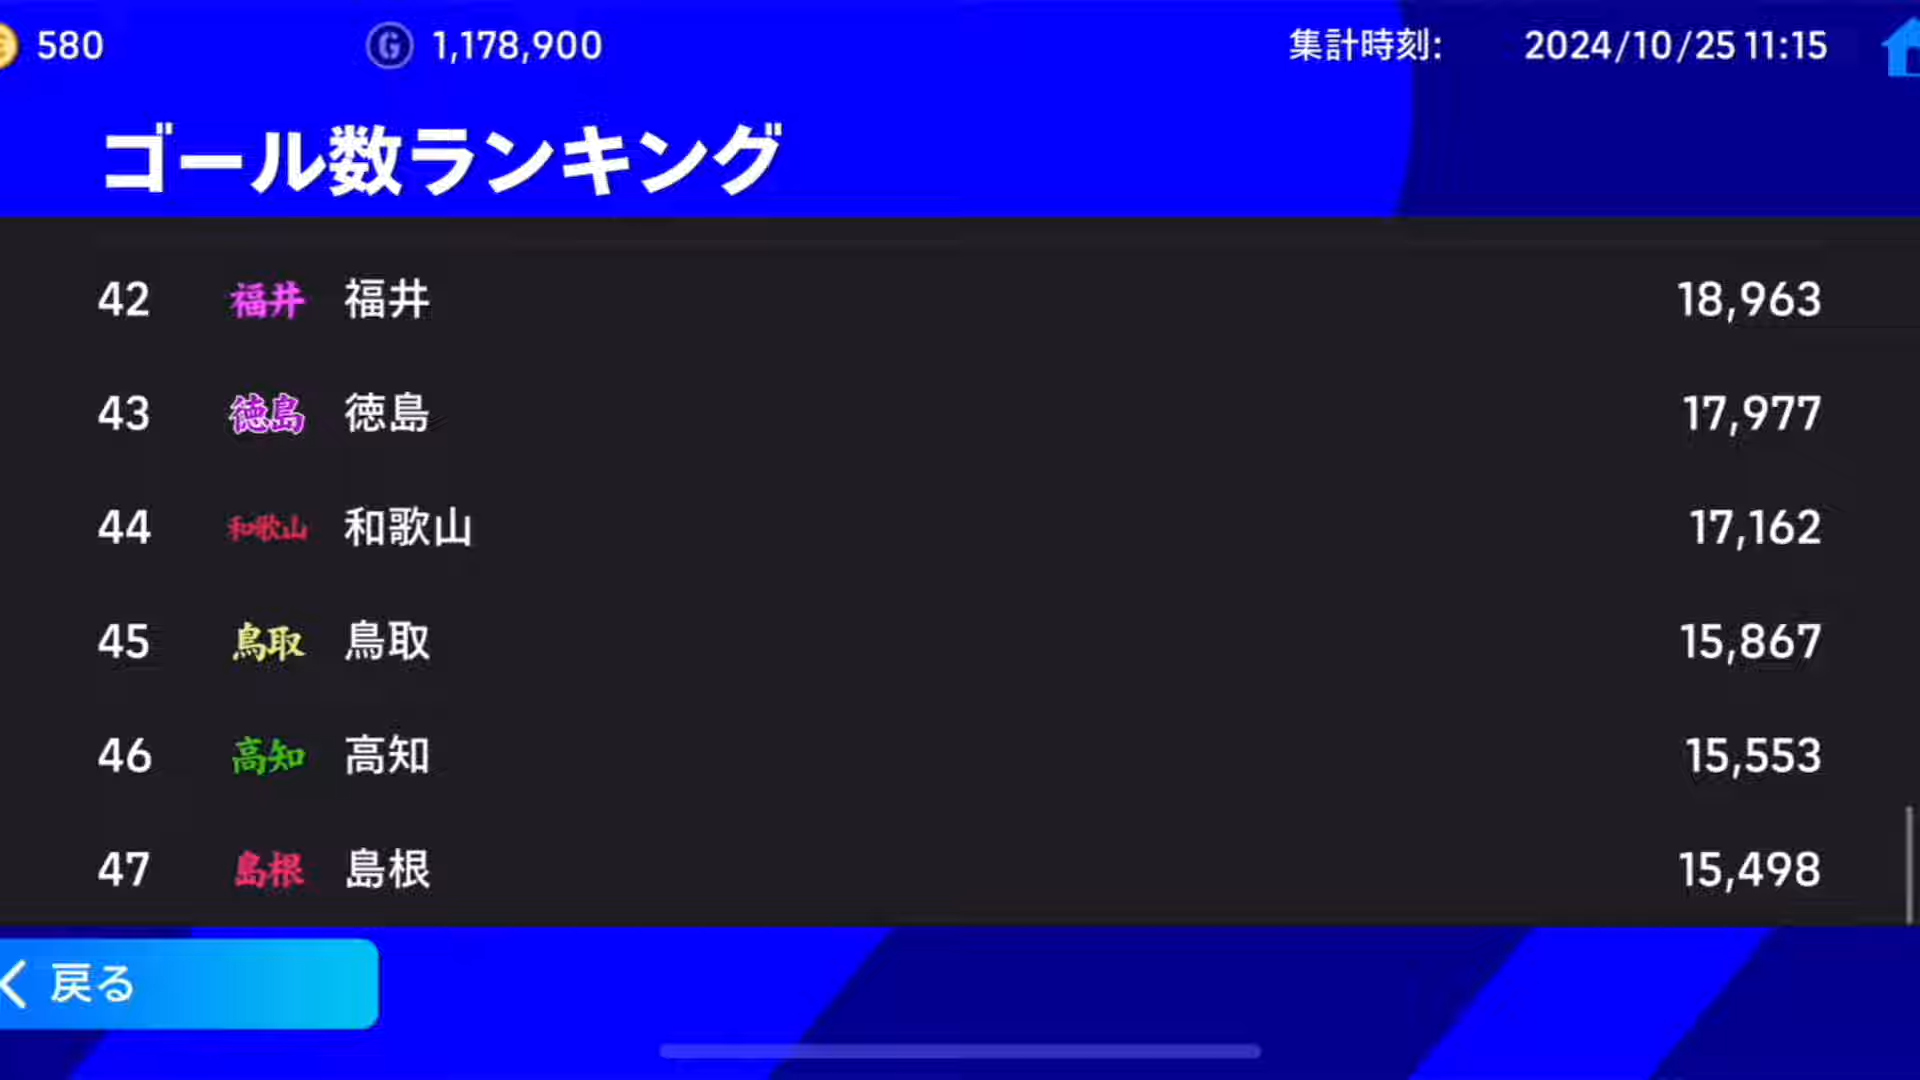 580 G 1,178,900 集計時刻: 2024/10/25 11:15
ゴール数ランキング
42 福井 福井 18,963
43 徳島 徳島 17,977
44 和歌山 和歌山 17,162
45 鳥取 鳥取 15,867
46 高知 高知 15,553
47 島根 島根 15,498
戻る